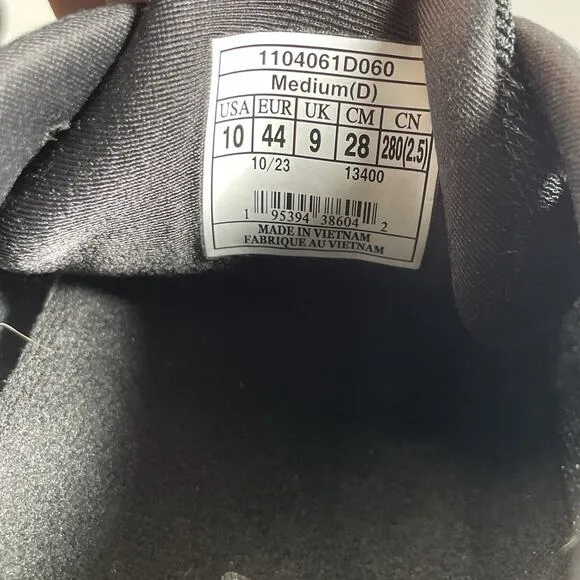 1104061D060
Medium(D)
USA EUR UK CM CN
10 44 9 28 280(2.5)
10/23 13400
1 95394 38604 2
MADE IN VIETNAM
FABRIQUE AU VIETNAM